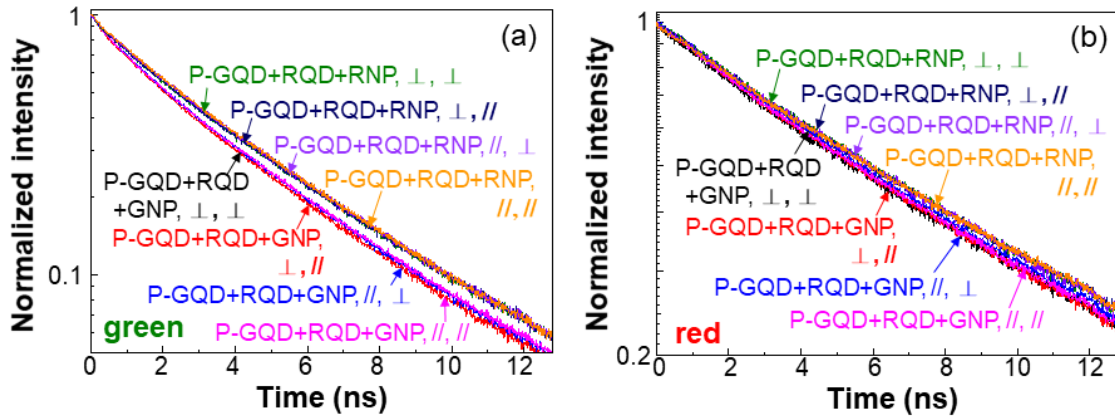 Normalized intensity
1
0.1
(a)
P-GQD+RQD+RNP, ⊥, ⊥
P-GQD+RQD+RNP, ⊥, //
P-GQD+RQD+RNP, //, ⊥
P-GQD+RQD
+GNP, ⊥, ⊥
P-GQD+RQD+RNP,
//, //
P-GQD+RQD+GNP,
⊥, //
P-GQD+RQD+GNP, //, ⊥
P-GQD+RQD+GNP, //, //
green
0 2 4 6 8 10 12
Time (ns)
Normalized intensity
1
0.2
(b)
P-GQD+RQD+RNP, ⊥, ⊥
P-GQD+RQD+RNP, ⊥, //
P-GQD+RQD+RNP, //, ⊥
P-GQD+RQD
+GNP, ⊥, ⊥
P-GQD+RQD+RNP,
//, //
P-GQD+RQD+GNP,
⊥, //
P-GQD+RQD+GNP, //, ⊥
P-GQD+RQD+GNP, //, //
red
0 2 4 6 8 10 12
Time (ns)